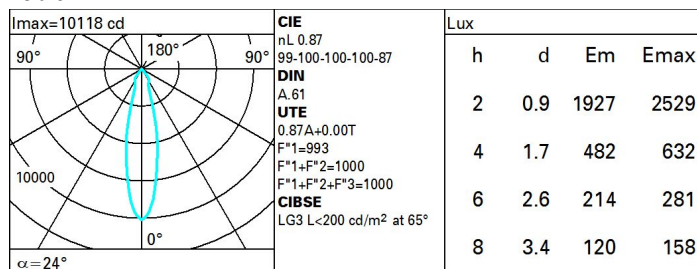 Imax=10118 cd
90° 180° 90°
10000
0°
α=24°
CIE
nL 0.87
99-100-100-100-87
DIN
A.61
UTE
0.87A+0.00T
F"1=993
F"1+F"2=1000
F"1+F"2+F"3=1000
CIBSE
LG3 L<200 cd/m² at 65°
Lux
h d Em Emax
2 0.9 1927 2529
4 1.7 482 632
6 2.6 214 281
8 3.4 120 158